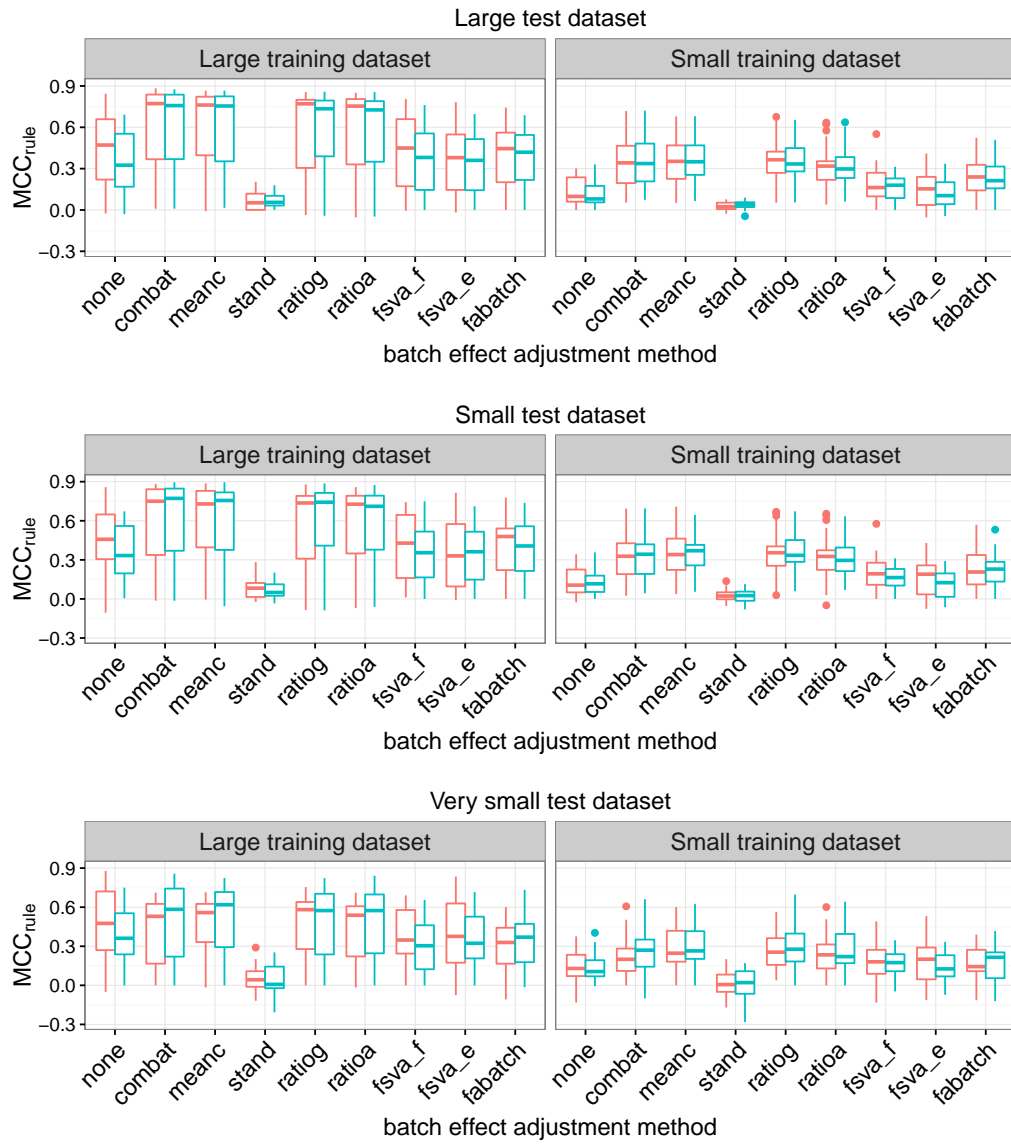 Large test dataset
Large training dataset
Small training dataset
MCCrule
0.9
0.6
0.3
0.0
−0.3
none
combat
meanc
stand
ratiog
ratioa
fsva_f
fsva_e
fabatch
none
combat
meanc
stand
ratiog
ratioa
fsva_f
fsva_e
fabatch
batch effect adjustment method
Small test dataset
Large training dataset
Small training dataset
MCCrule
0.9
0.6
0.3
0.0
−0.3
none
combat
meanc
stand
ratiog
ratioa
fsva_f
fsva_e
fabatch
none
combat
meanc
stand
ratiog
ratioa
fsva_f
fsva_e
fabatch
batch effect adjustment method
Very small test dataset
Large training dataset
Small training dataset
MCCrule
0.9
0.6
0.3
0.0
−0.3
none
combat
meanc
stand
ratiog
ratioa
fsva_f
fsva_e
fabatch
none
combat
meanc
stand
ratiog
ratioa
fsva_f
fsva_e
fabatch
batch effect adjustment method